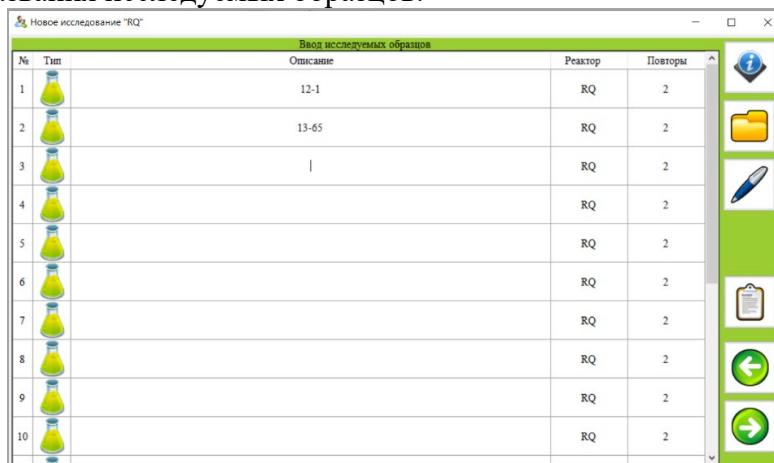 Новое исследование "RQ"
Ввод исследуемых образцов
№ Тип Описание Реактор Повторы
1 12-1 RQ 2
2 13-65 RQ 2
3 RQ 2
4 RQ 2
5 RQ 2
6 RQ 2
7 RQ 2
8 RQ 2
9 RQ 2
10 RQ 2